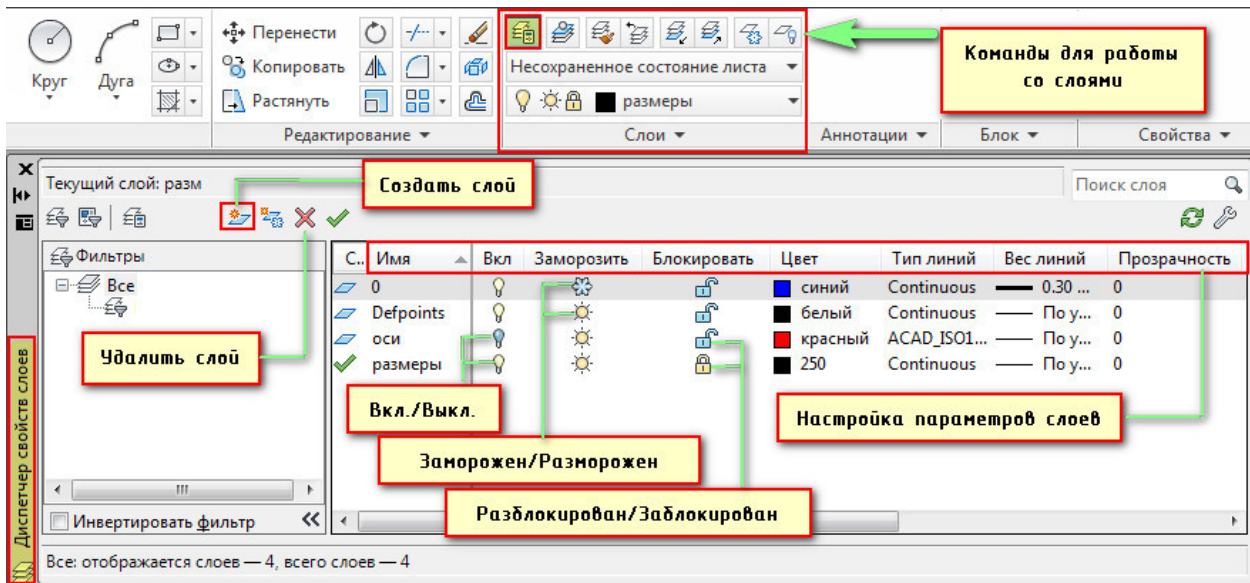 Круг
Дуга
Перенести
Копировать
Растянуть
Редактирование
Несохраненное состояние листа
размеры
Слои
Аннотации
Блок
Свойства
Команды для работы
со слоями
Текущий слой: разм
Создать слой
Поиск слоя
Фильтры
Все
Удалить слой
Инвертировать фильтр
Диспетчер свойств слоев
С.. Имя Вкл Заморозить Блокировать Цвет Тип линий Вес линий Прозрачность
0 синий Continuous 0.30 ... 0
Defpoints белый Continuous По у... 0
оси красный ACAD_ISO1... По у... 0
размеры 250 Continuous По у... 0
Вкл./Выкл.
Заморожен/Разморожен
Разблокирован/Заблокирован
Настройка параметров слоев
Все: отображается слоев — 4, всего слоев — 4